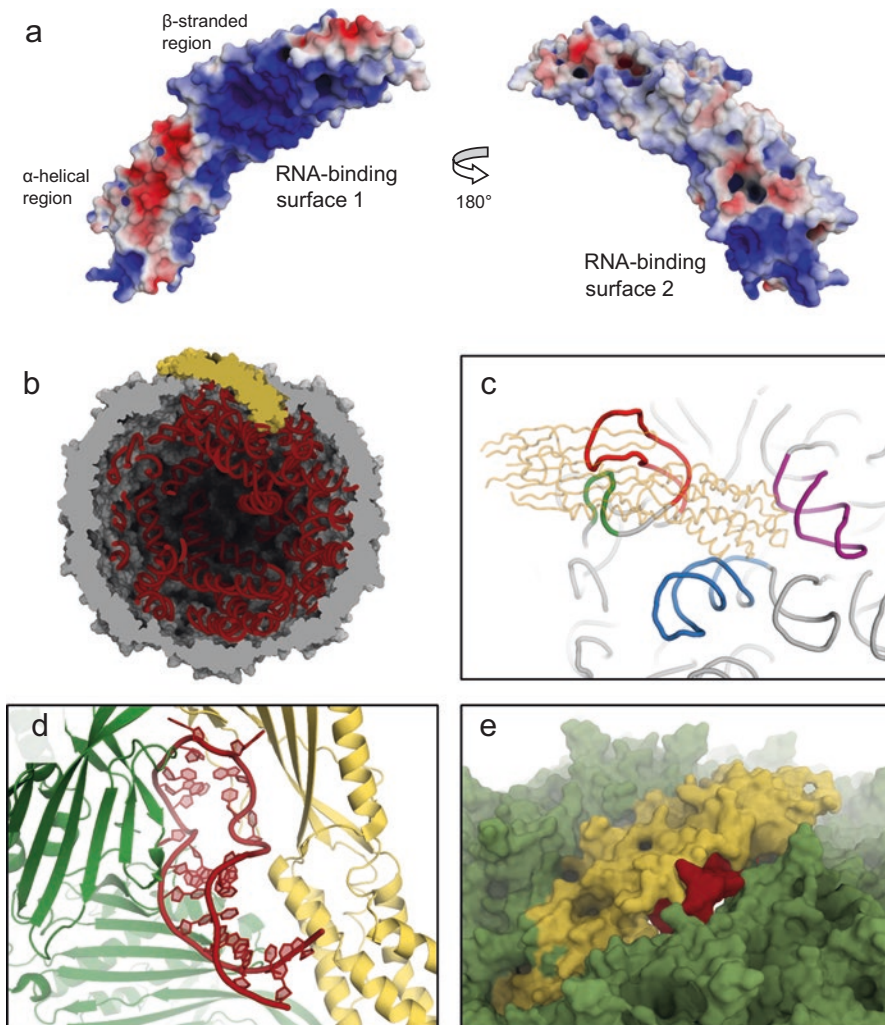 a
β-stranded
region
α-helical
region
RNA-binding
surface 1
180°
RNA-binding
surface 2
b
c
d
e